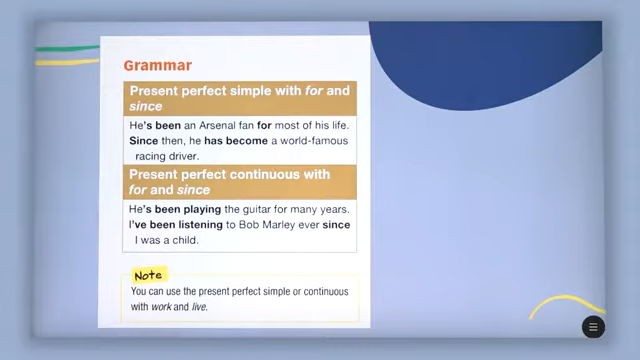 Grammar
Present perfect simple with for and
since
He's been an Arsenal fan for most of his life.
Since then, he has become a world-famous
racing driver.
Present perfect continuous with
for and since
He's been playing the guitar for many years.
I've been listening to Bob Marley ever since
I was a child.
Note
You can use the present perfect simple or continuous
with work and live.